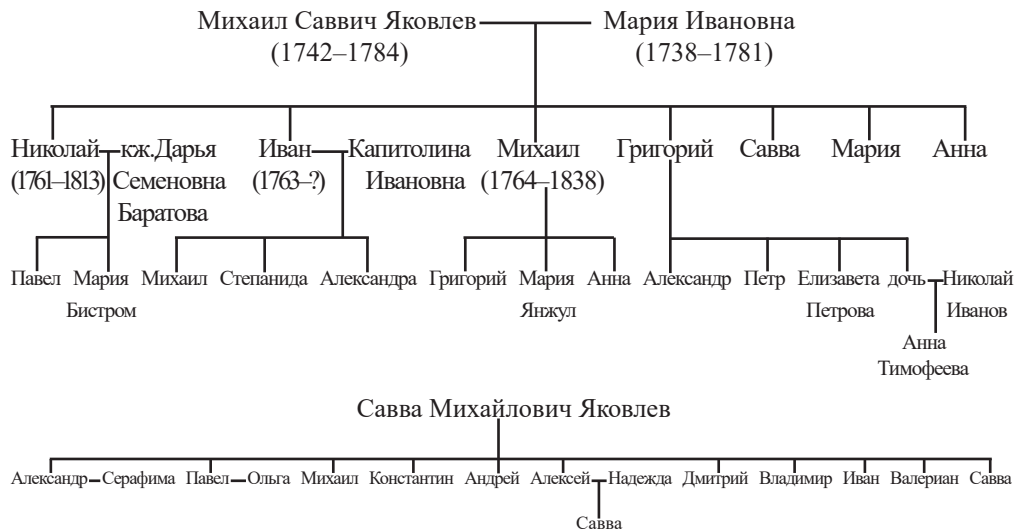 Михаил Саввич Яковлев Мария Ивановна
(1742–1784) (1738–1781)
Николай кж.Дарья Иван Капитолина Михаил Григорий Савва Мария Анна
(1761–1813) Семеновна (1763–?) Ивановна (1764–1838)
Баратова
Павел Мария Михаил Степанида Александра Григорий Мария Анна Александр Петр Елизавета дочь Николай
Бистром Янжул Петрова Иванов
Анна
Тимофеева
Савва Михайлович Яковлев
Александр Серафима Павел Ольга Михаил Константин Андрей Алексей Надежда Дмитрий Владимир Иван Валериан Савва
Савва